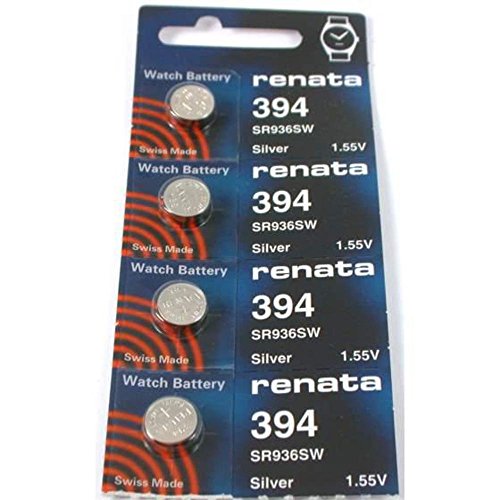 Watch Battery
renata
394
SR936SW
Swiss Made
Silver 1.55V
Watch Battery
renata
394
SR936SW
Swiss Made
Silver 1.55V
Watch Battery
renata
394
SR936SW
Swiss Made
Silver 1.55V
Watch Battery
renata
394
SR936SW
Swiss Made
Silver 1.55V